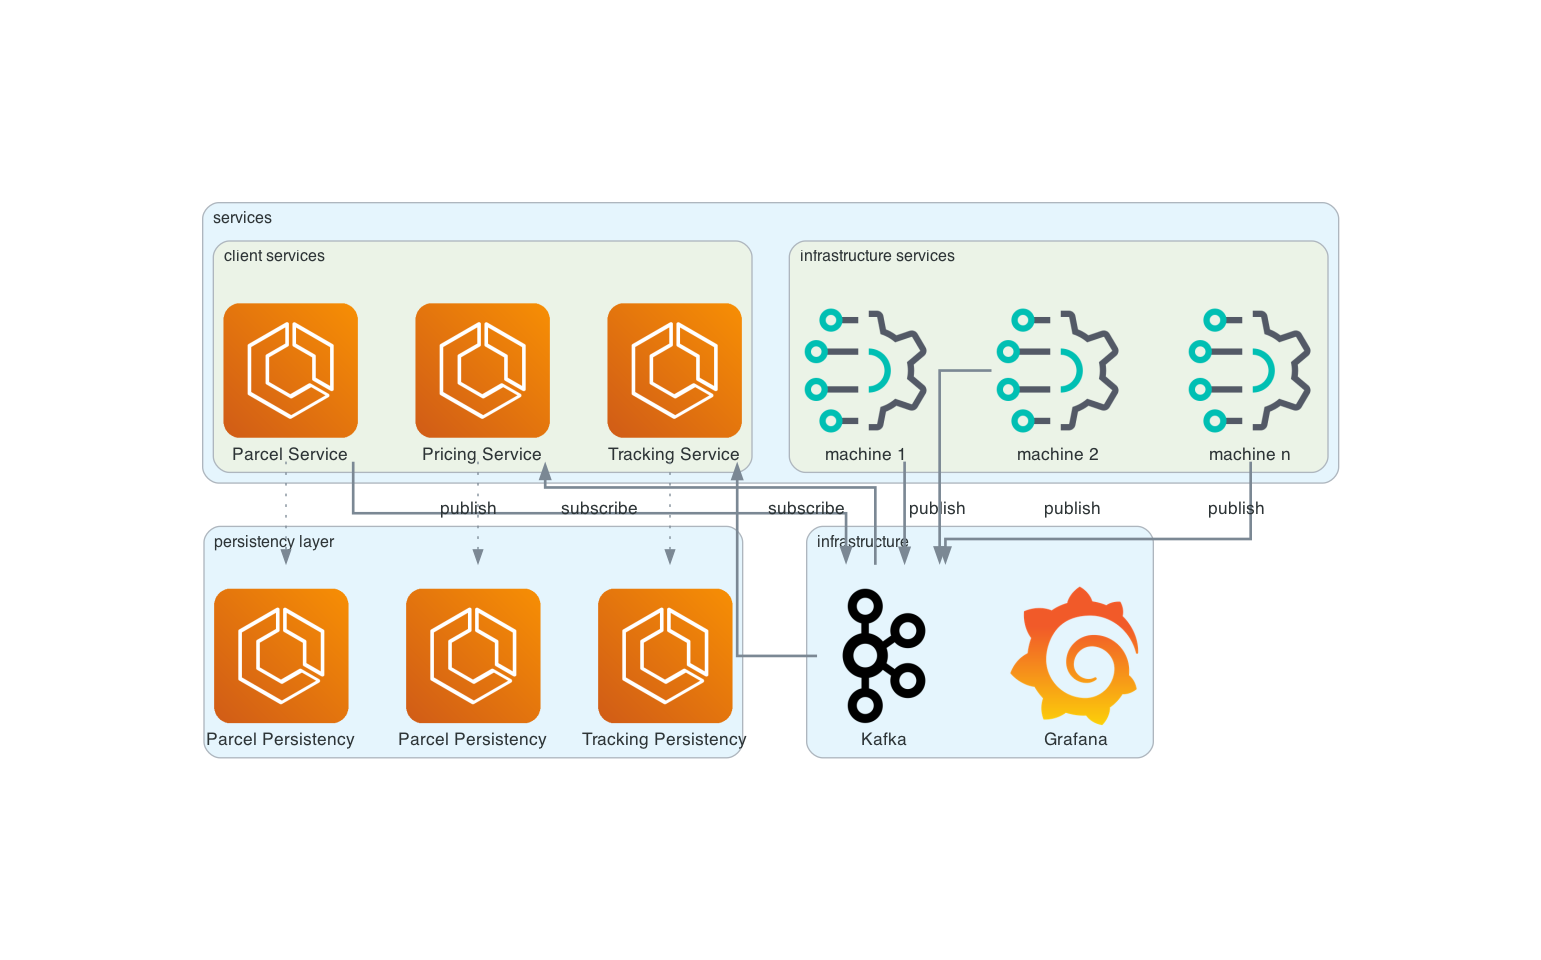 services
client services
infrastructure services
Parcel Service
Pricing Service
Tracking Service
machine 1
machine 2
machine n
publish
subscribe
subscribe
publish
publish
publish
persistency layer
infrastructure
Parcel Persistency
Parcel Persistency
Tracking Persistency
Kafka
Grafana